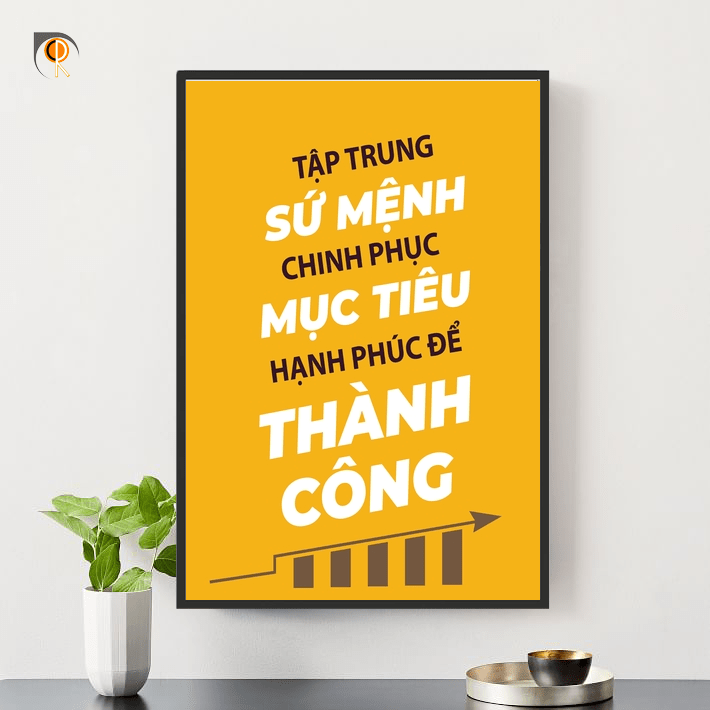 TẬP TRUNG
SỨ MỆNH
CHINH PHỤC
MỤC TIÊU
HẠNH PHÚC ĐỂ
THÀNH
CÔNG